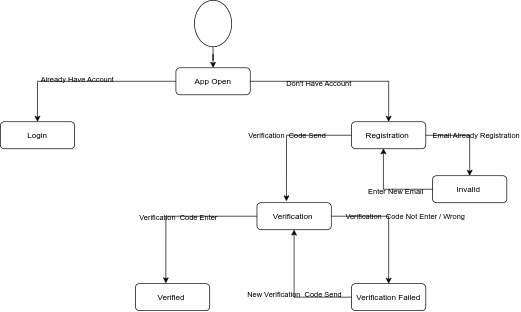 Already Have Account
App Open
Don't Have Account
Login
Verification Code Send
Registration
Email Already Registration
Enter New Email
Invalid
Verification Code Enter
Verification
Verification Code Not Enter / Wrong
Verified
New Verification Code Send
Verification Failed